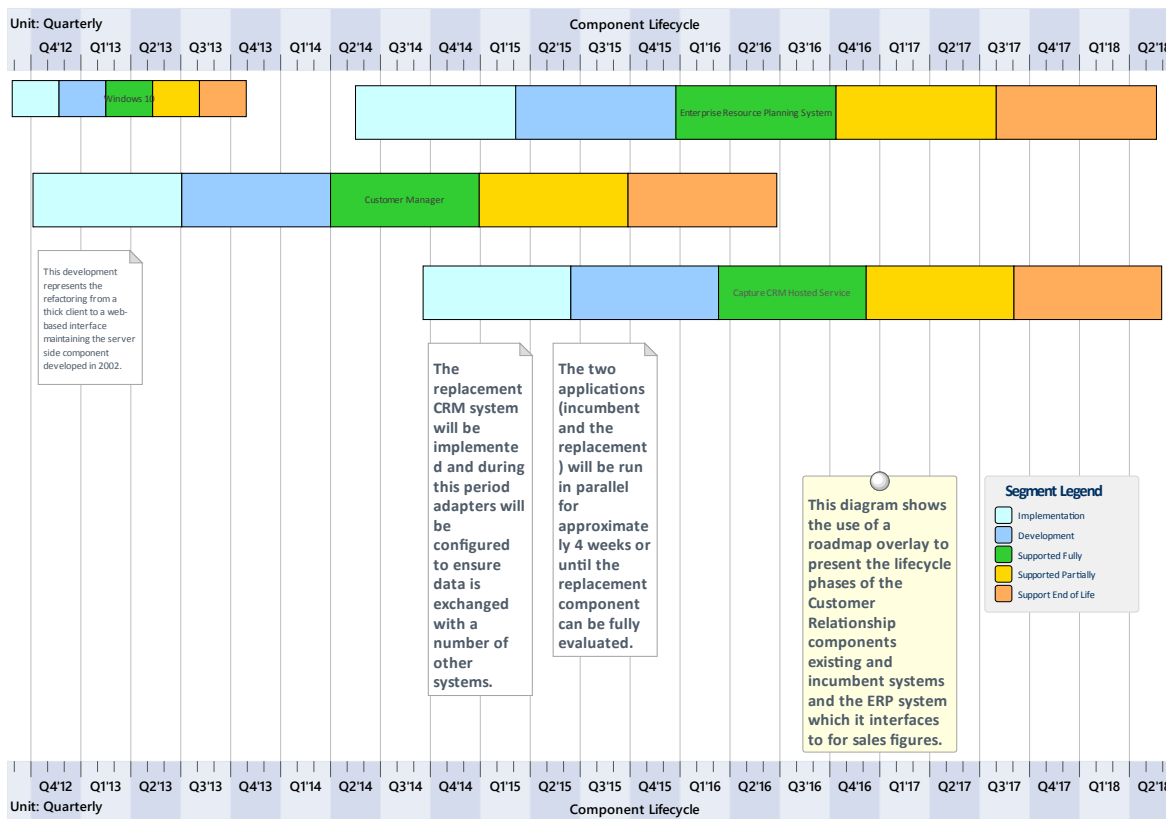 Unit: Quarterly
Component Lifecycle
Q4'12 Q1'13 Q2'13 Q3'13 Q4'13 Q1'14 Q2'14 Q3'14 Q4'14 Q1'15 Q2'15 Q3'15 Q4'15 Q1'16 Q2'16 Q3'16 Q4'16 Q1'17 Q2'17 Q3'17 Q4'17 Q1'18 Q2'18
Windows 10
Enterprise Resource Planning System
Customer Manager
Capture CRM Hosted Service
This development
represents the
refactoring from a
thick client to a web-
based interface
maintaining the server
side component
developed in 2002.
The
replacement
CRM system
will be
implemente
d and during
this period
adapters will
be
configured
to ensure
data is
exchanged
with a
number of
other
systems.
The two
applications
(incumbent
and the
replacement
) will be run
in parallel
for
approximate
ly 4 weeks or
until the
replacement
component
can be fully
evaluated.
This diagram shows
the use of a
roadmap overlay to
present the lifecycle
phases of the
Customer
Relationship
components
existing and
incumbent systems
and the ERP system
which it interfaces
to for sales figures.
Segment Legend
Implementation
Development
Supported Fully
Supported Partially
Support End of Life
Q4'12 Q1'13 Q2'13 Q3'13 Q4'13 Q1'14 Q2'14 Q3'14 Q4'14 Q1'15 Q2'15 Q3'15 Q4'15 Q1'16 Q2'16 Q3'16 Q4'16 Q1'17 Q2'17 Q3'17 Q4'17 Q1'18 Q2'18
Unit: Quarterly
Component Lifecycle